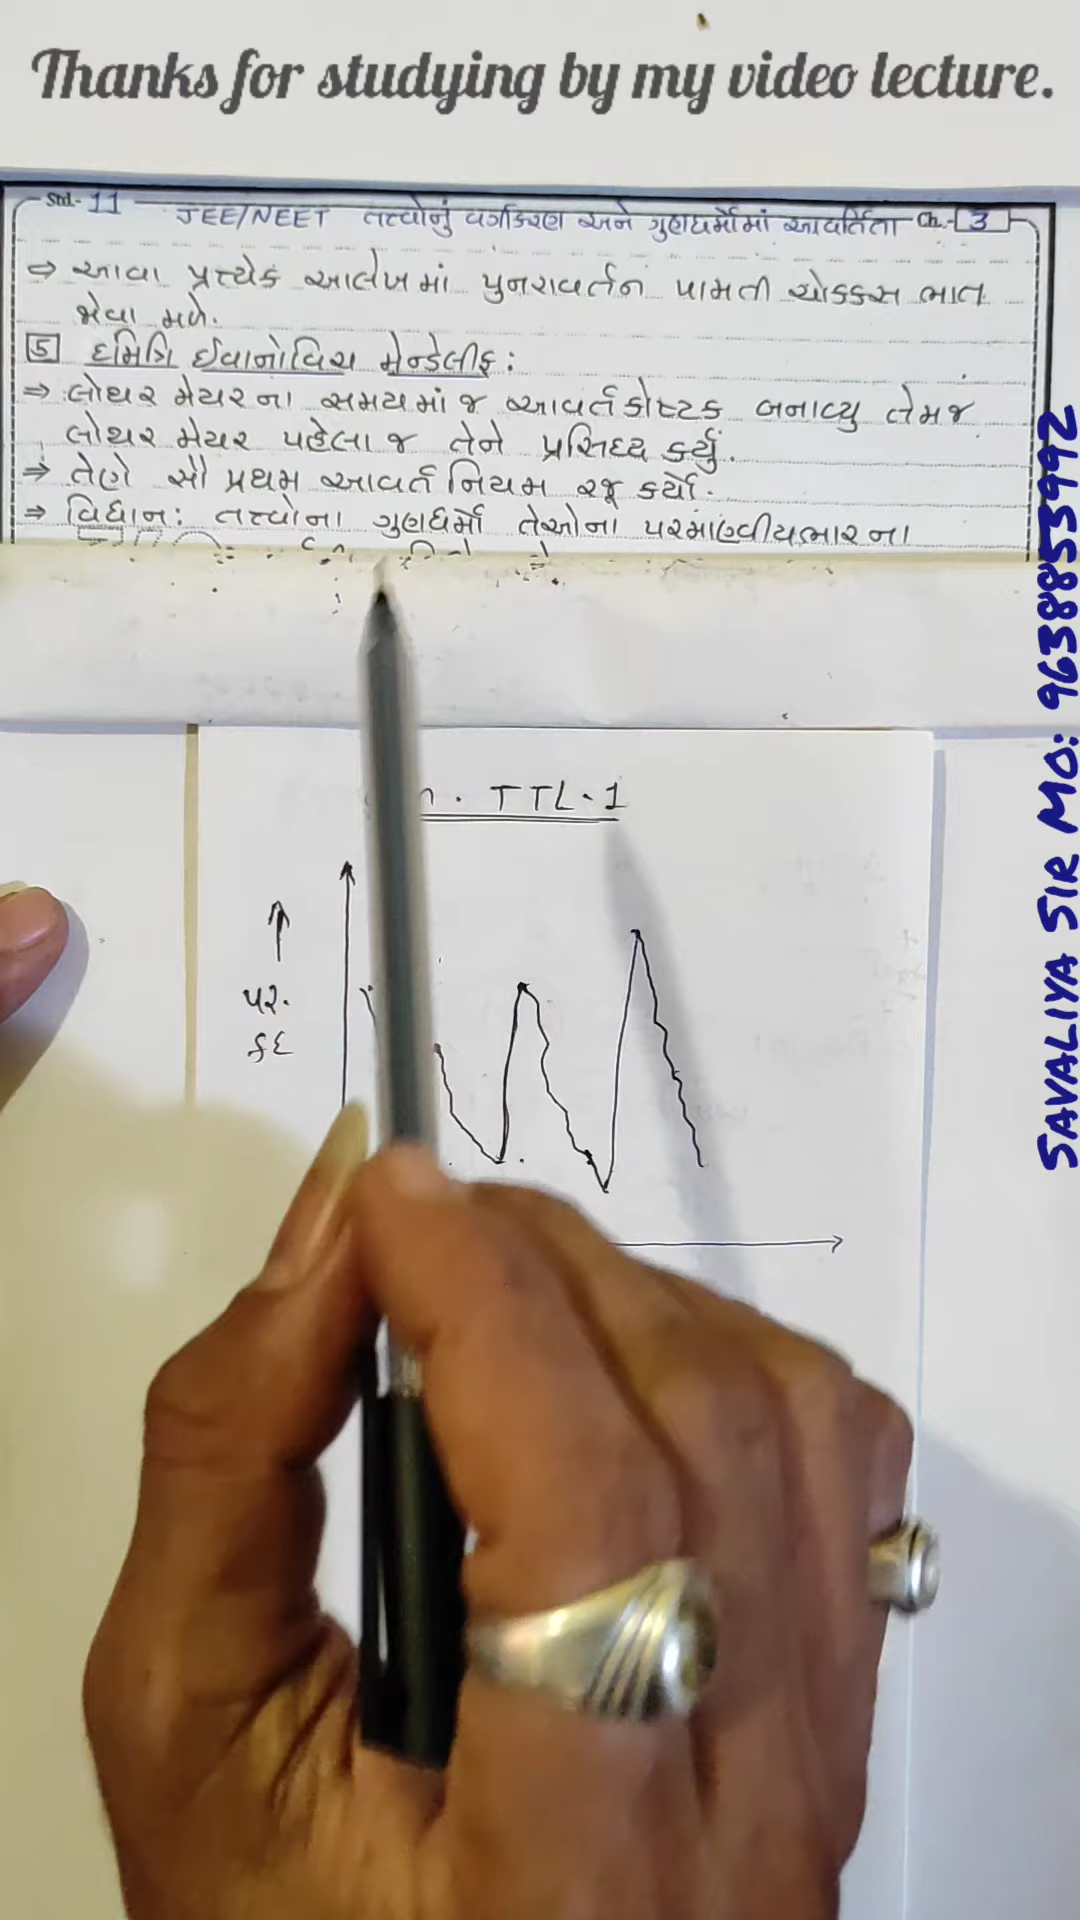 Thanks for studying by my video lecture.
Std.- 11 JEE/NEET તત્ત્વોનું વર્ગીકરણ અને ગુણધર્મોમાં આવર્તિતા Ch.- 3
⇒ આવા પ્રત્યેક આલેખમાં પુનરાવર્તન પામતી ચોક્કસ ભાત
જોવા મળે.
5 દમિત્રિ ઈવાનોવિચ મેન્ડેલીફ :
⇒ લોથર મેયરના સમયમાં જ આવર્તકોષ્ટક બનાવ્યુ તેમજ
લોથર મેયર પહેલા જ તેને પ્રસિધ્ધ કર્યું.
⇒ તેણે સૌ પ્રથમ આવર્ત નિયમ રજૂ કર્યો.
⇒ વિધાન: તત્ત્વોના ગુણધર્મો તેઓના પરમાણ્વીયભારના
TTL-1
પર.
કદ
SAVALIYA SIR MO: 9638853992